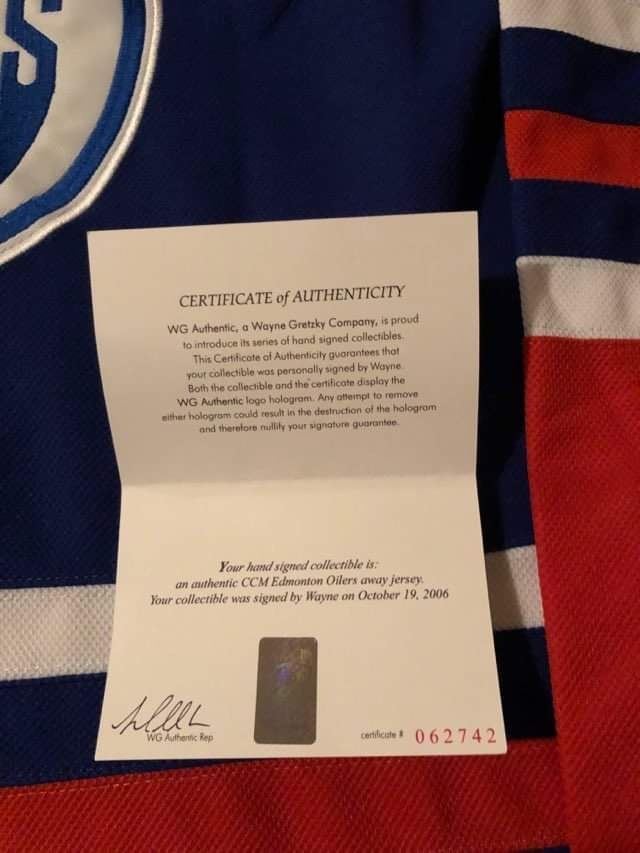 RS
CERTIFICATE of AUTHENTICITY
WG Authentic, a Wayne Gretzky Company, is proud
to introduce its series of hand signed collectibles.
This Certificate of Authenticity guarantees that
your collectible was personally signed by Wayne.
Both the collectible and the certificate display the
WG Authentic logo hologram. Any attempt to remove
either hologram could result in the destruction of the hologram
and therefore nullify your signature guarantee.
Your hand signed collectible is:
an authentic CCM Edmonton Oilers away jersey.
Your collectible was signed by Wayne on October 19, 2006
WG Authentic Rep
certificate # 062742